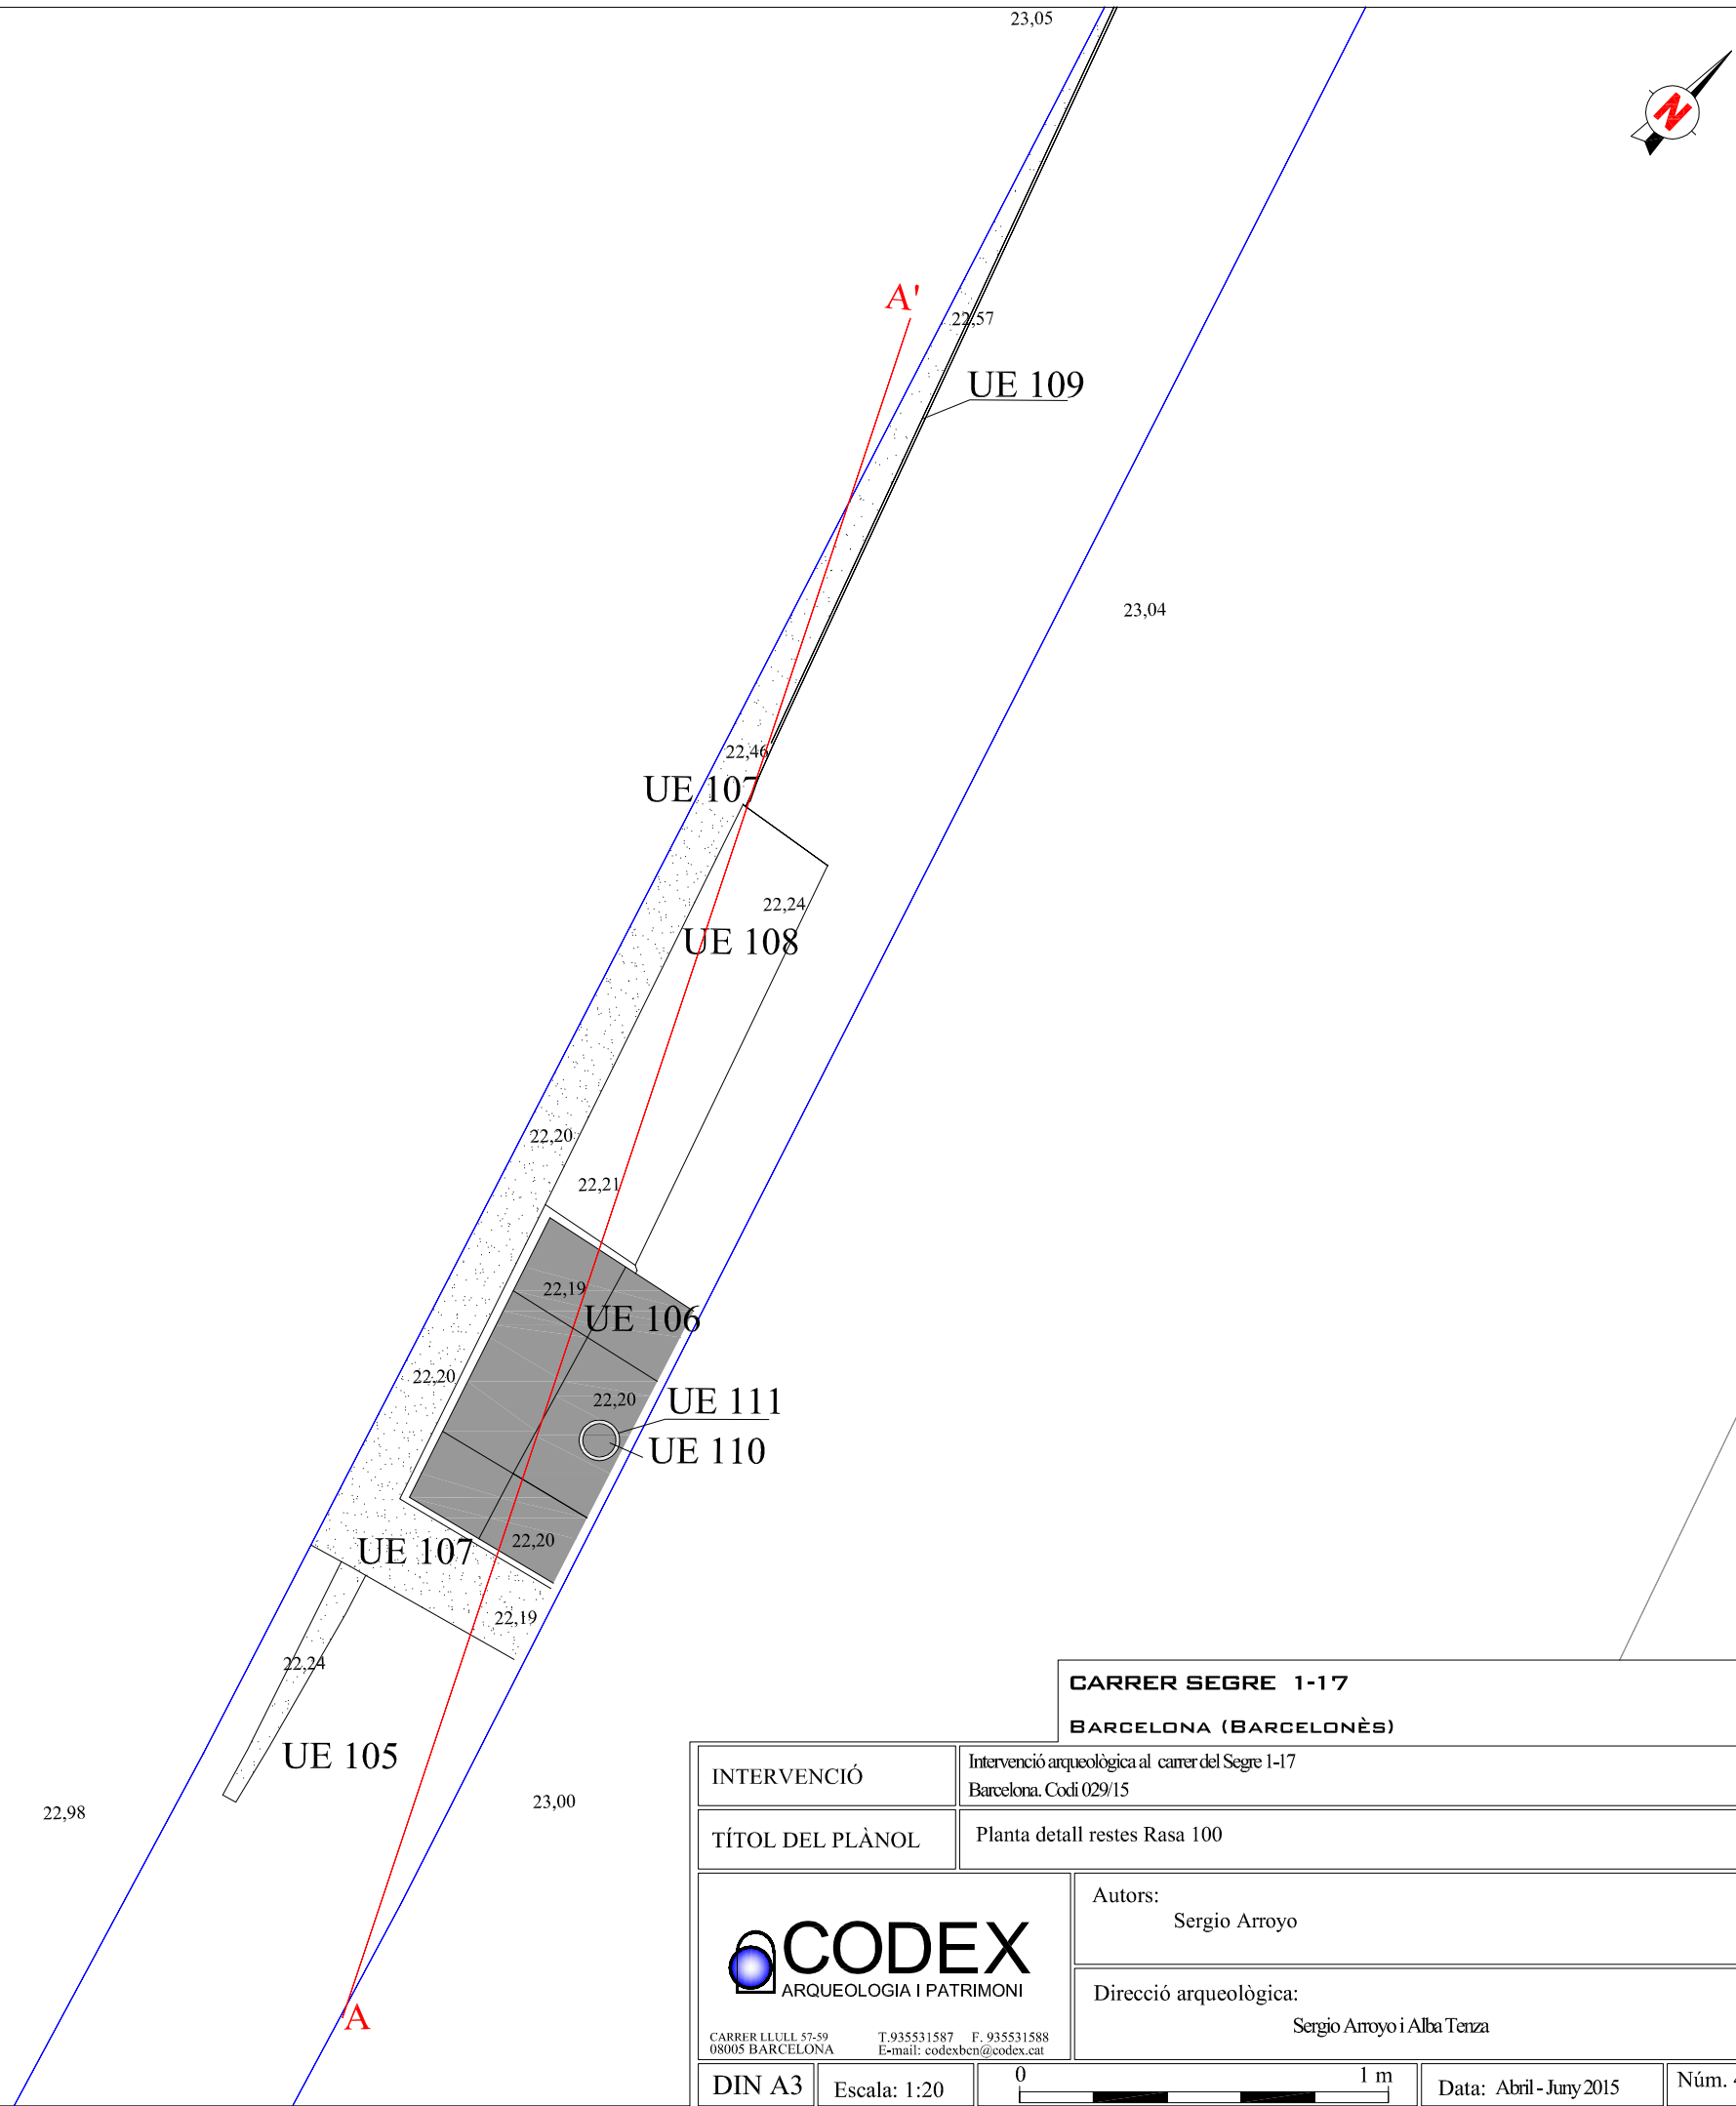 23,05
N
A'
22,57
UE 109
23,04
22,46
UE 107
22,24
UE 108
22,20
22,21
22,19
UE 106
22,20
22,20
UE 111
UE 110
22,20
UE 107
22,19
22,24
UE 105
22,98
23,00
A
CARRER SEGRE 1-17
BARCELONA (BARCELONÈS)
INTERVENCIÓ
Intervenció arqueològica al carrer del Segre 1-17
Barcelona. Codi 029/15
TÍTOL DEL PLÀNOL
Planta detall restes Rasa 100
CODEX
ARQUEOLOGIA I PATRIMONI
CARRER LLULL 57-59 T.935531587 F. 935531588
08005 BARCELONA E-mail: codexbcn@codex.cat
Autors:
Sergio Arroyo
Direcció arqueològica:
Sergio Arroyo i Alba Tenza
DIN A3
Escala: 1:20
0 1 m
Data: Abril - Juny 2015
Núm.